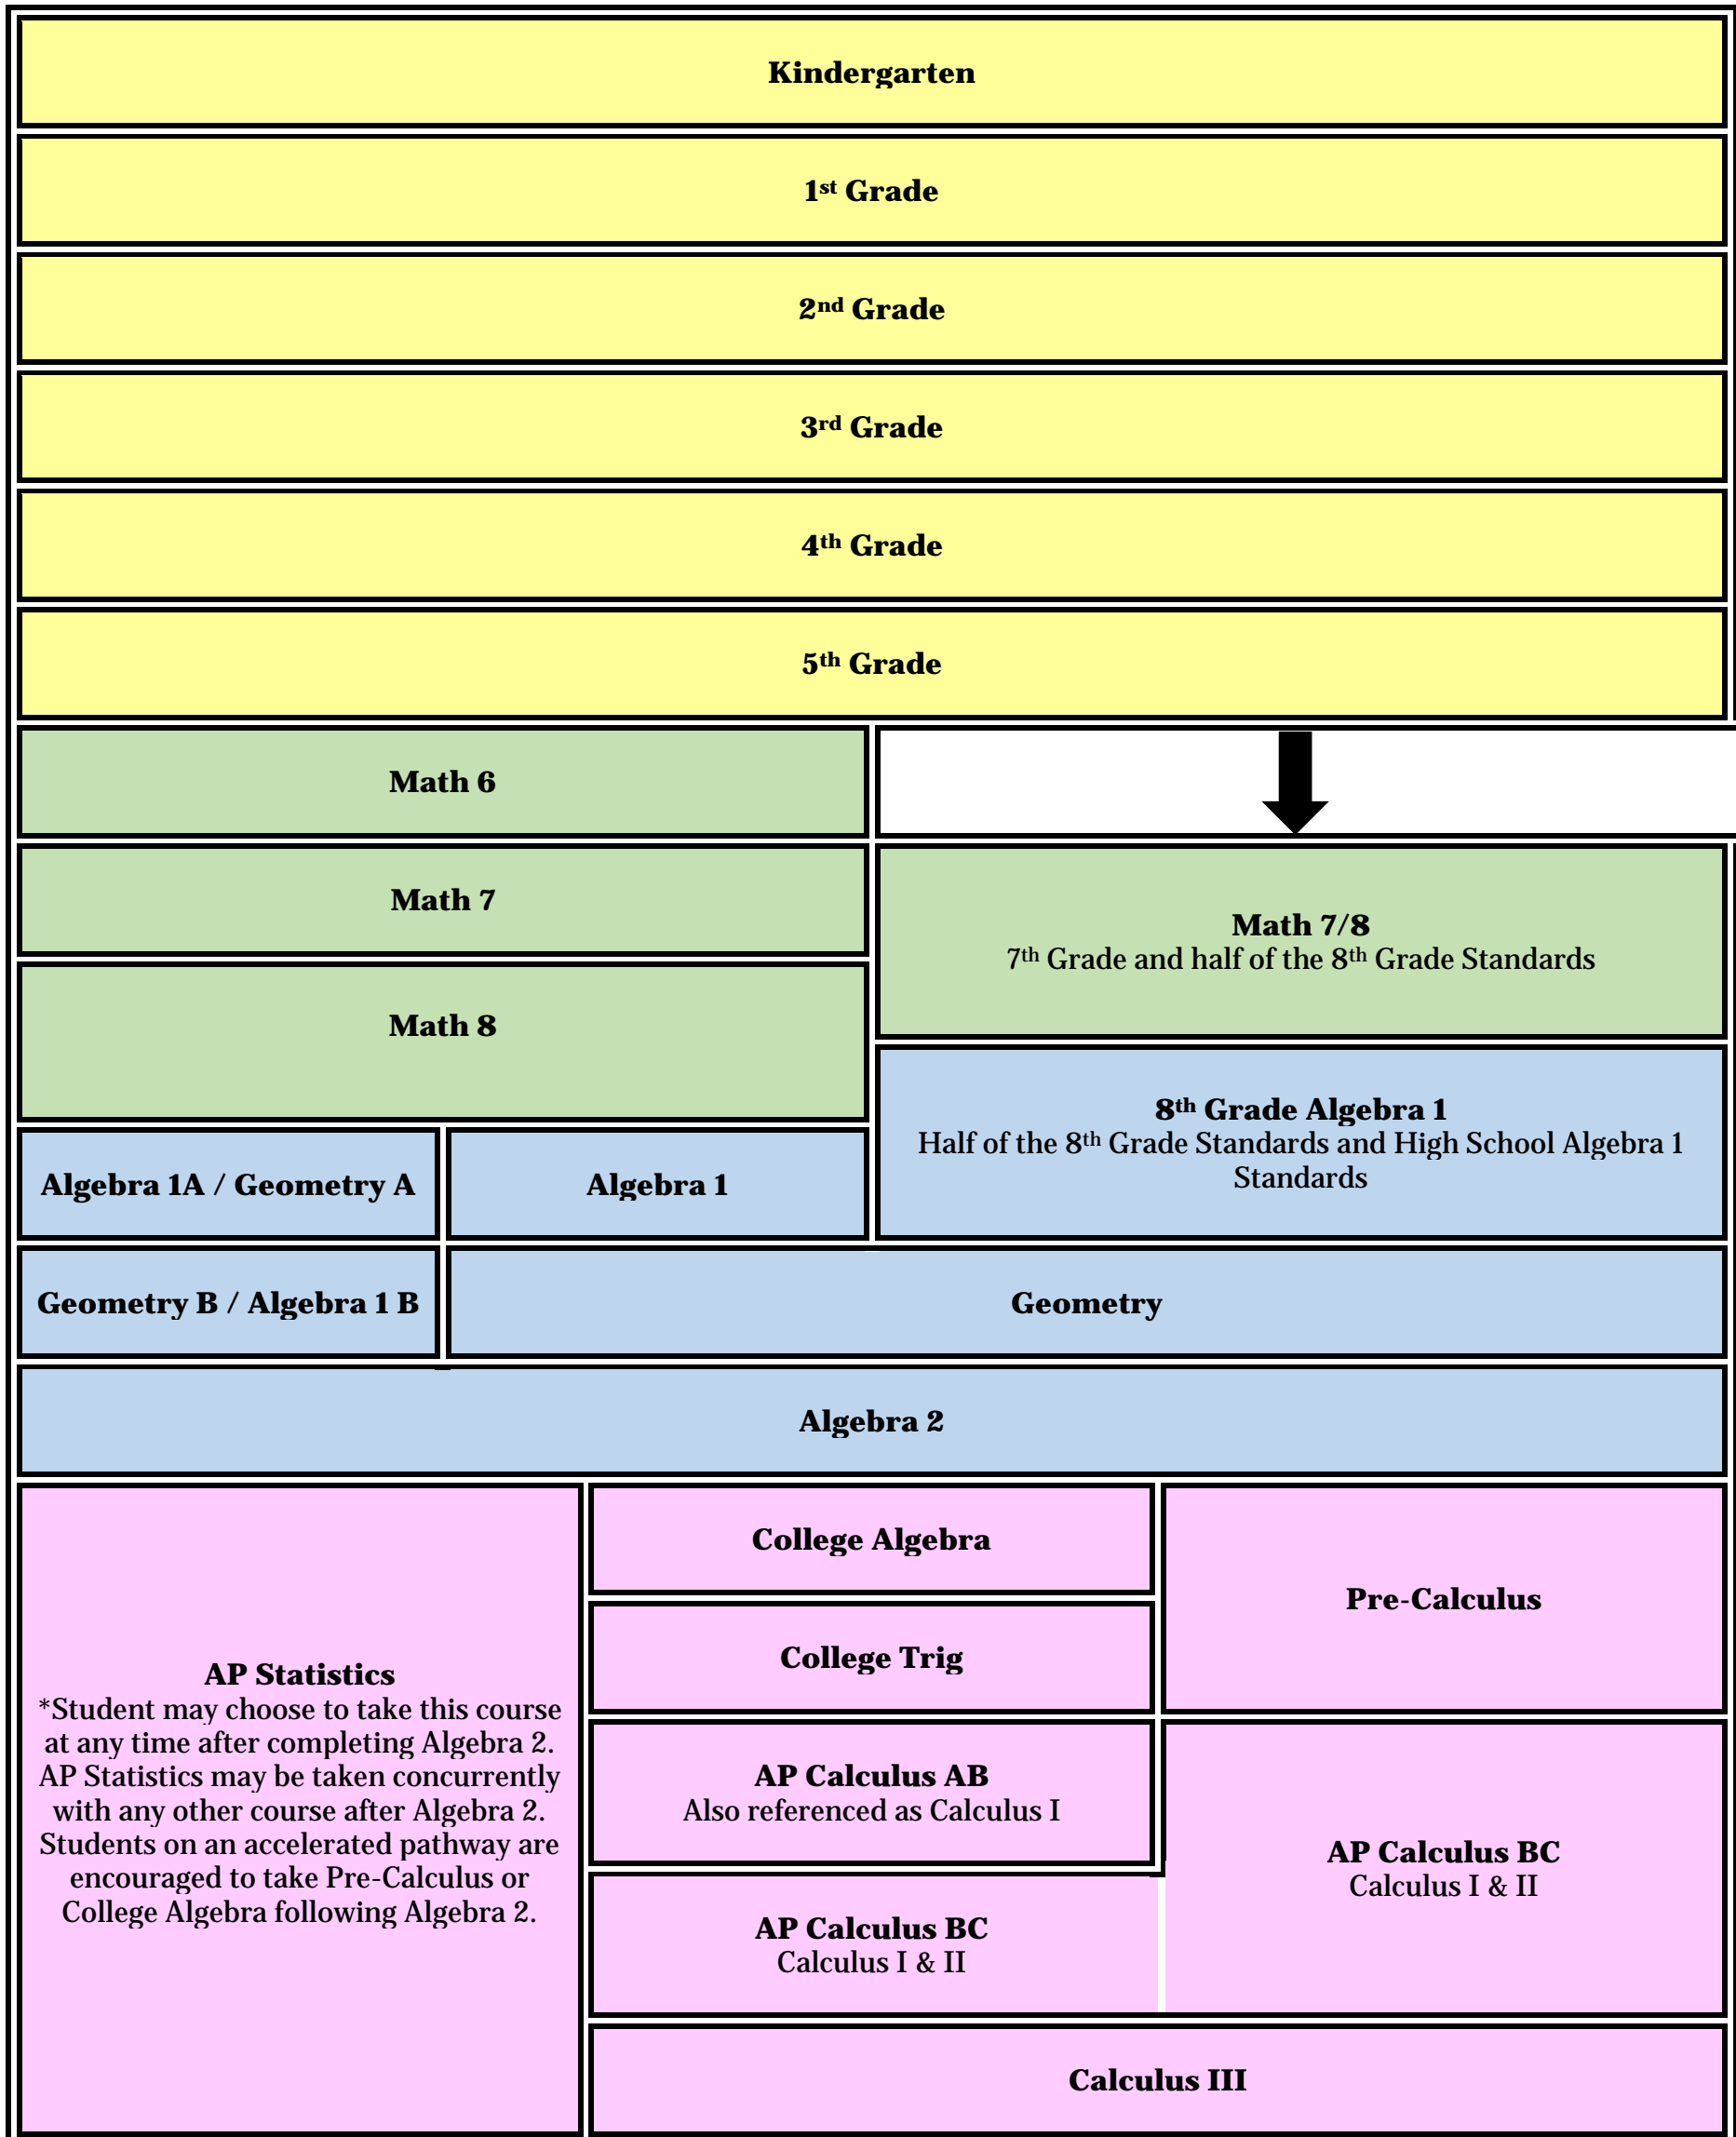 Kindergarten
1st Grade
2nd Grade
3rd Grade
4th Grade
5th Grade
Math 6
Math 7
Math 7/8
7th Grade and half of the 8th Grade Standards
Math 8
8th Grade Algebra 1
Half of the 8th Grade Standards and High School Algebra 1
Standards
Algebra 1A / Geometry A
Algebra 1
Geometry B / Algebra 1 B
Geometry
Algebra 2
AP Statistics
*Student may choose to take this course
at any time after completing Algebra 2.
AP Statistics may be taken concurrently
with any other course after Algebra 2.
Students on an accelerated pathway are
encouraged to take Pre-Calculus or
College Algebra following Algebra 2.
College Algebra
College Trig
Pre-Calculus
AP Calculus AB
Also referenced as Calculus I
AP Calculus BC
Calculus I & II
AP Calculus BC
Calculus I & II
Calculus III